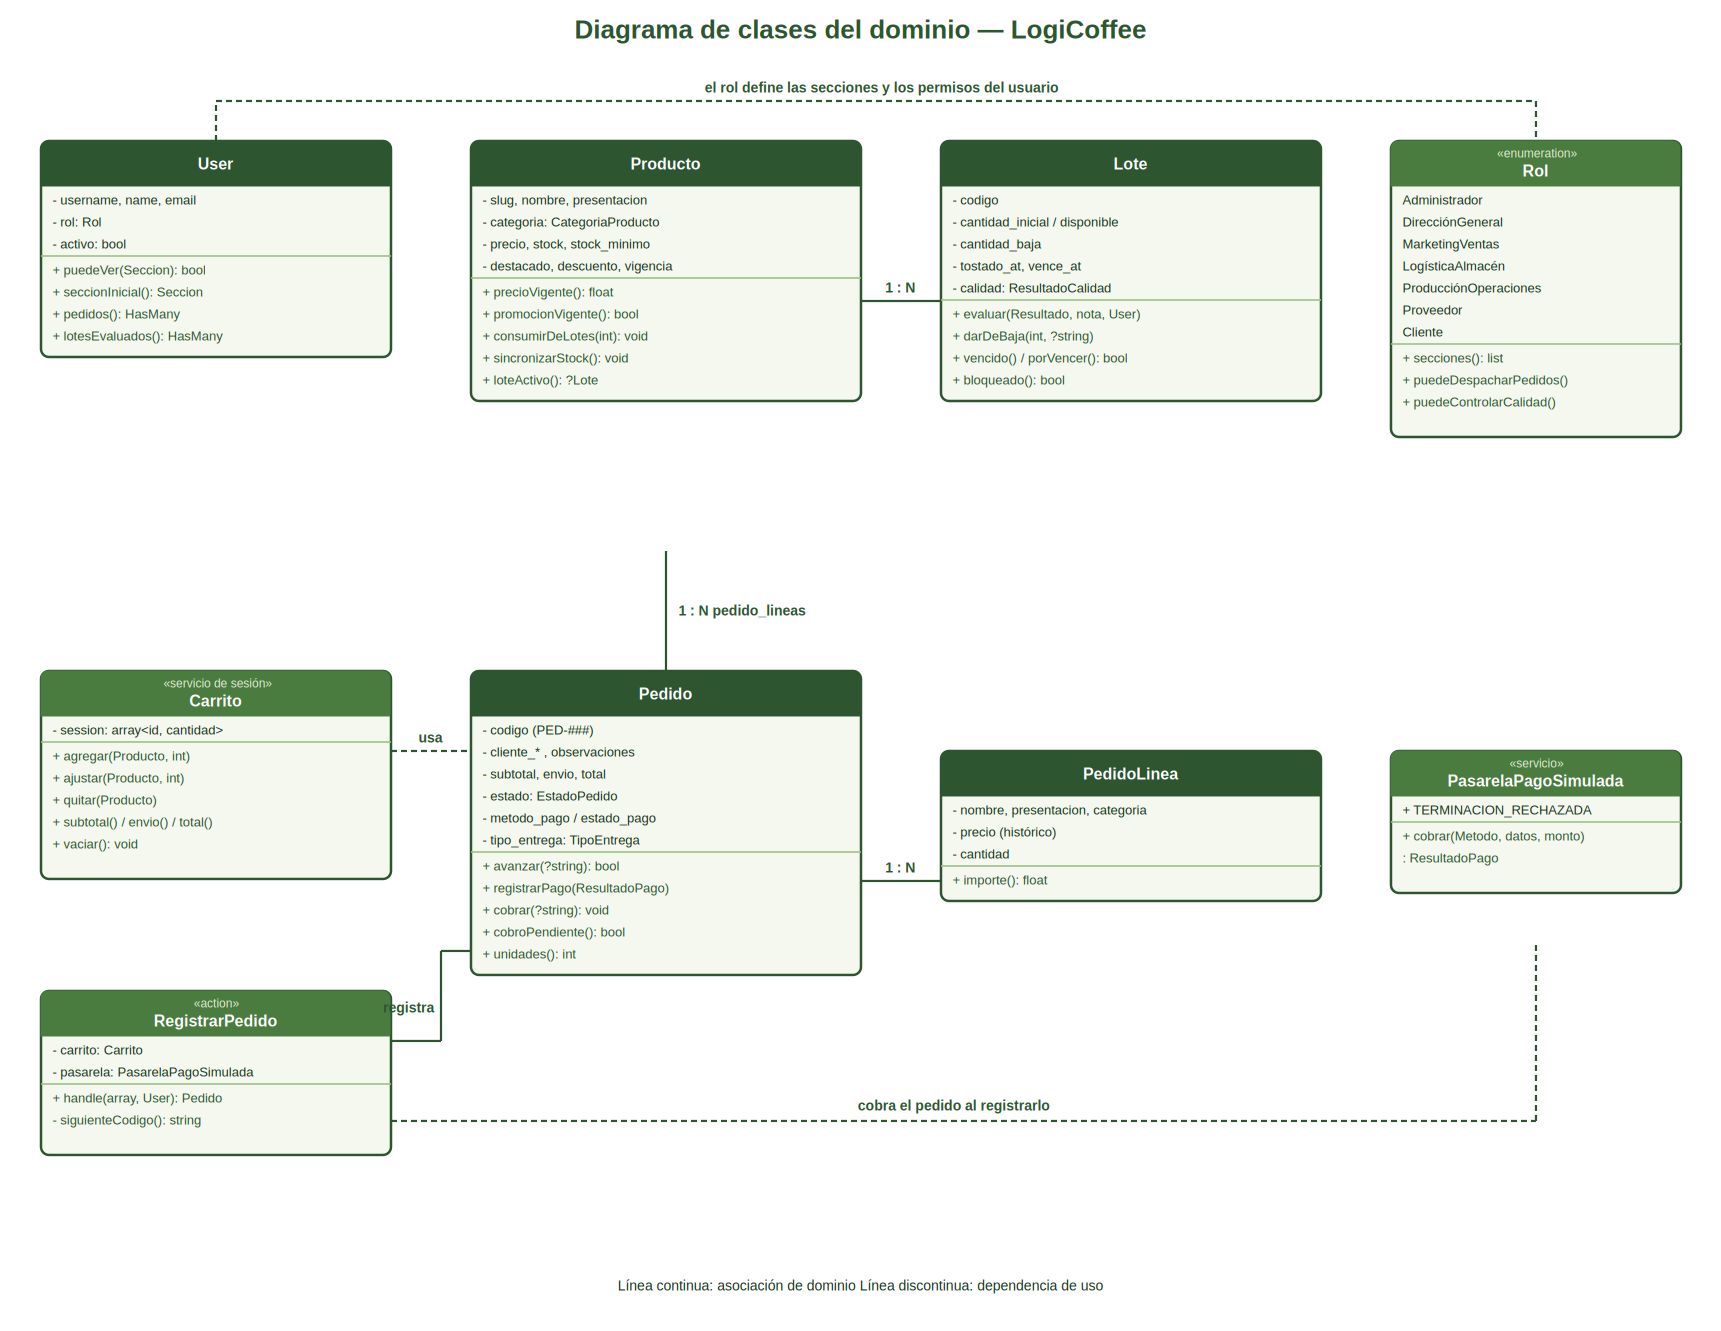 Diagrama de clases del dominio — LogiCoffee
el rol define las secciones y los permisos del usuario
User
- username, name, email
- rol: Rol
- activo: bool
+ puedeVer(Seccion): bool
+ seccionInicial(): Seccion
+ pedidos(): HasMany
+ lotesEvaluados(): HasMany
Producto
- slug, nombre, presentacion
- categoria: CategoriaProducto
- precio, stock, stock_minimo
- destacado, descuento, vigencia
+ precioVigente(): float
+ promocionVigente(): bool
+ consumirDeLotes(int): void
+ sincronizarStock(): void
+ loteActivo(): ?Lote
1 : N
Lote
- codigo
- cantidad_inicial / disponible
- cantidad_baja
- tostado_at, vence_at
- calidad: ResultadoCalidad
+ evaluar(Resultado, nota, User)
+ darDeBaja(int, ?string)
+ vencido() / porVencer(): bool
+ bloqueado(): bool
«enumeration»
Rol
Administrador
DirecciónGeneral
MarketingVentas
LogísticaAlmacén
ProducciónOperaciones
Proveedor
Cliente
+ secciones(): list
+ puedeDespacharPedidos()
+ puedeControlarCalidad()
1 : N pedido_lineas
«servicio de sesión»
Carrito
- session: array<id, cantidad>
+ agregar(Producto, int)
+ ajustar(Producto, int)
+ quitar(Producto)
+ subtotal() / envio() / total()
+ vaciar(): void
usa
Pedido
- codigo (PED-###)
- cliente_* , observaciones
- subtotal, envio, total
- estado: EstadoPedido
- metodo_pago / estado_pago
- tipo_entrega: TipoEntrega
+ avanzar(?string): bool
+ registrarPago(ResultadoPago)
+ cobrar(?string): void
+ cobroPendiente(): bool
+ unidades(): int
1 : N
PedidoLinea
- nombre, presentacion, categoria
- precio (histórico)
- cantidad
+ importe(): float
«servicio»
PasarelaPagoSimulada
+ TERMINACION_RECHAZADA
+ cobrar(Metodo, datos, monto)
: ResultadoPago
registra
«action»
RegistrarPedido
- carrito: Carrito
- pasarela: PasarelaPagoSimulada
+ handle(array, User): Pedido
- siguienteCodigo(): string
cobra el pedido al registrarlo
Línea continua: asociación de dominio Línea discontinua: dependencia de uso